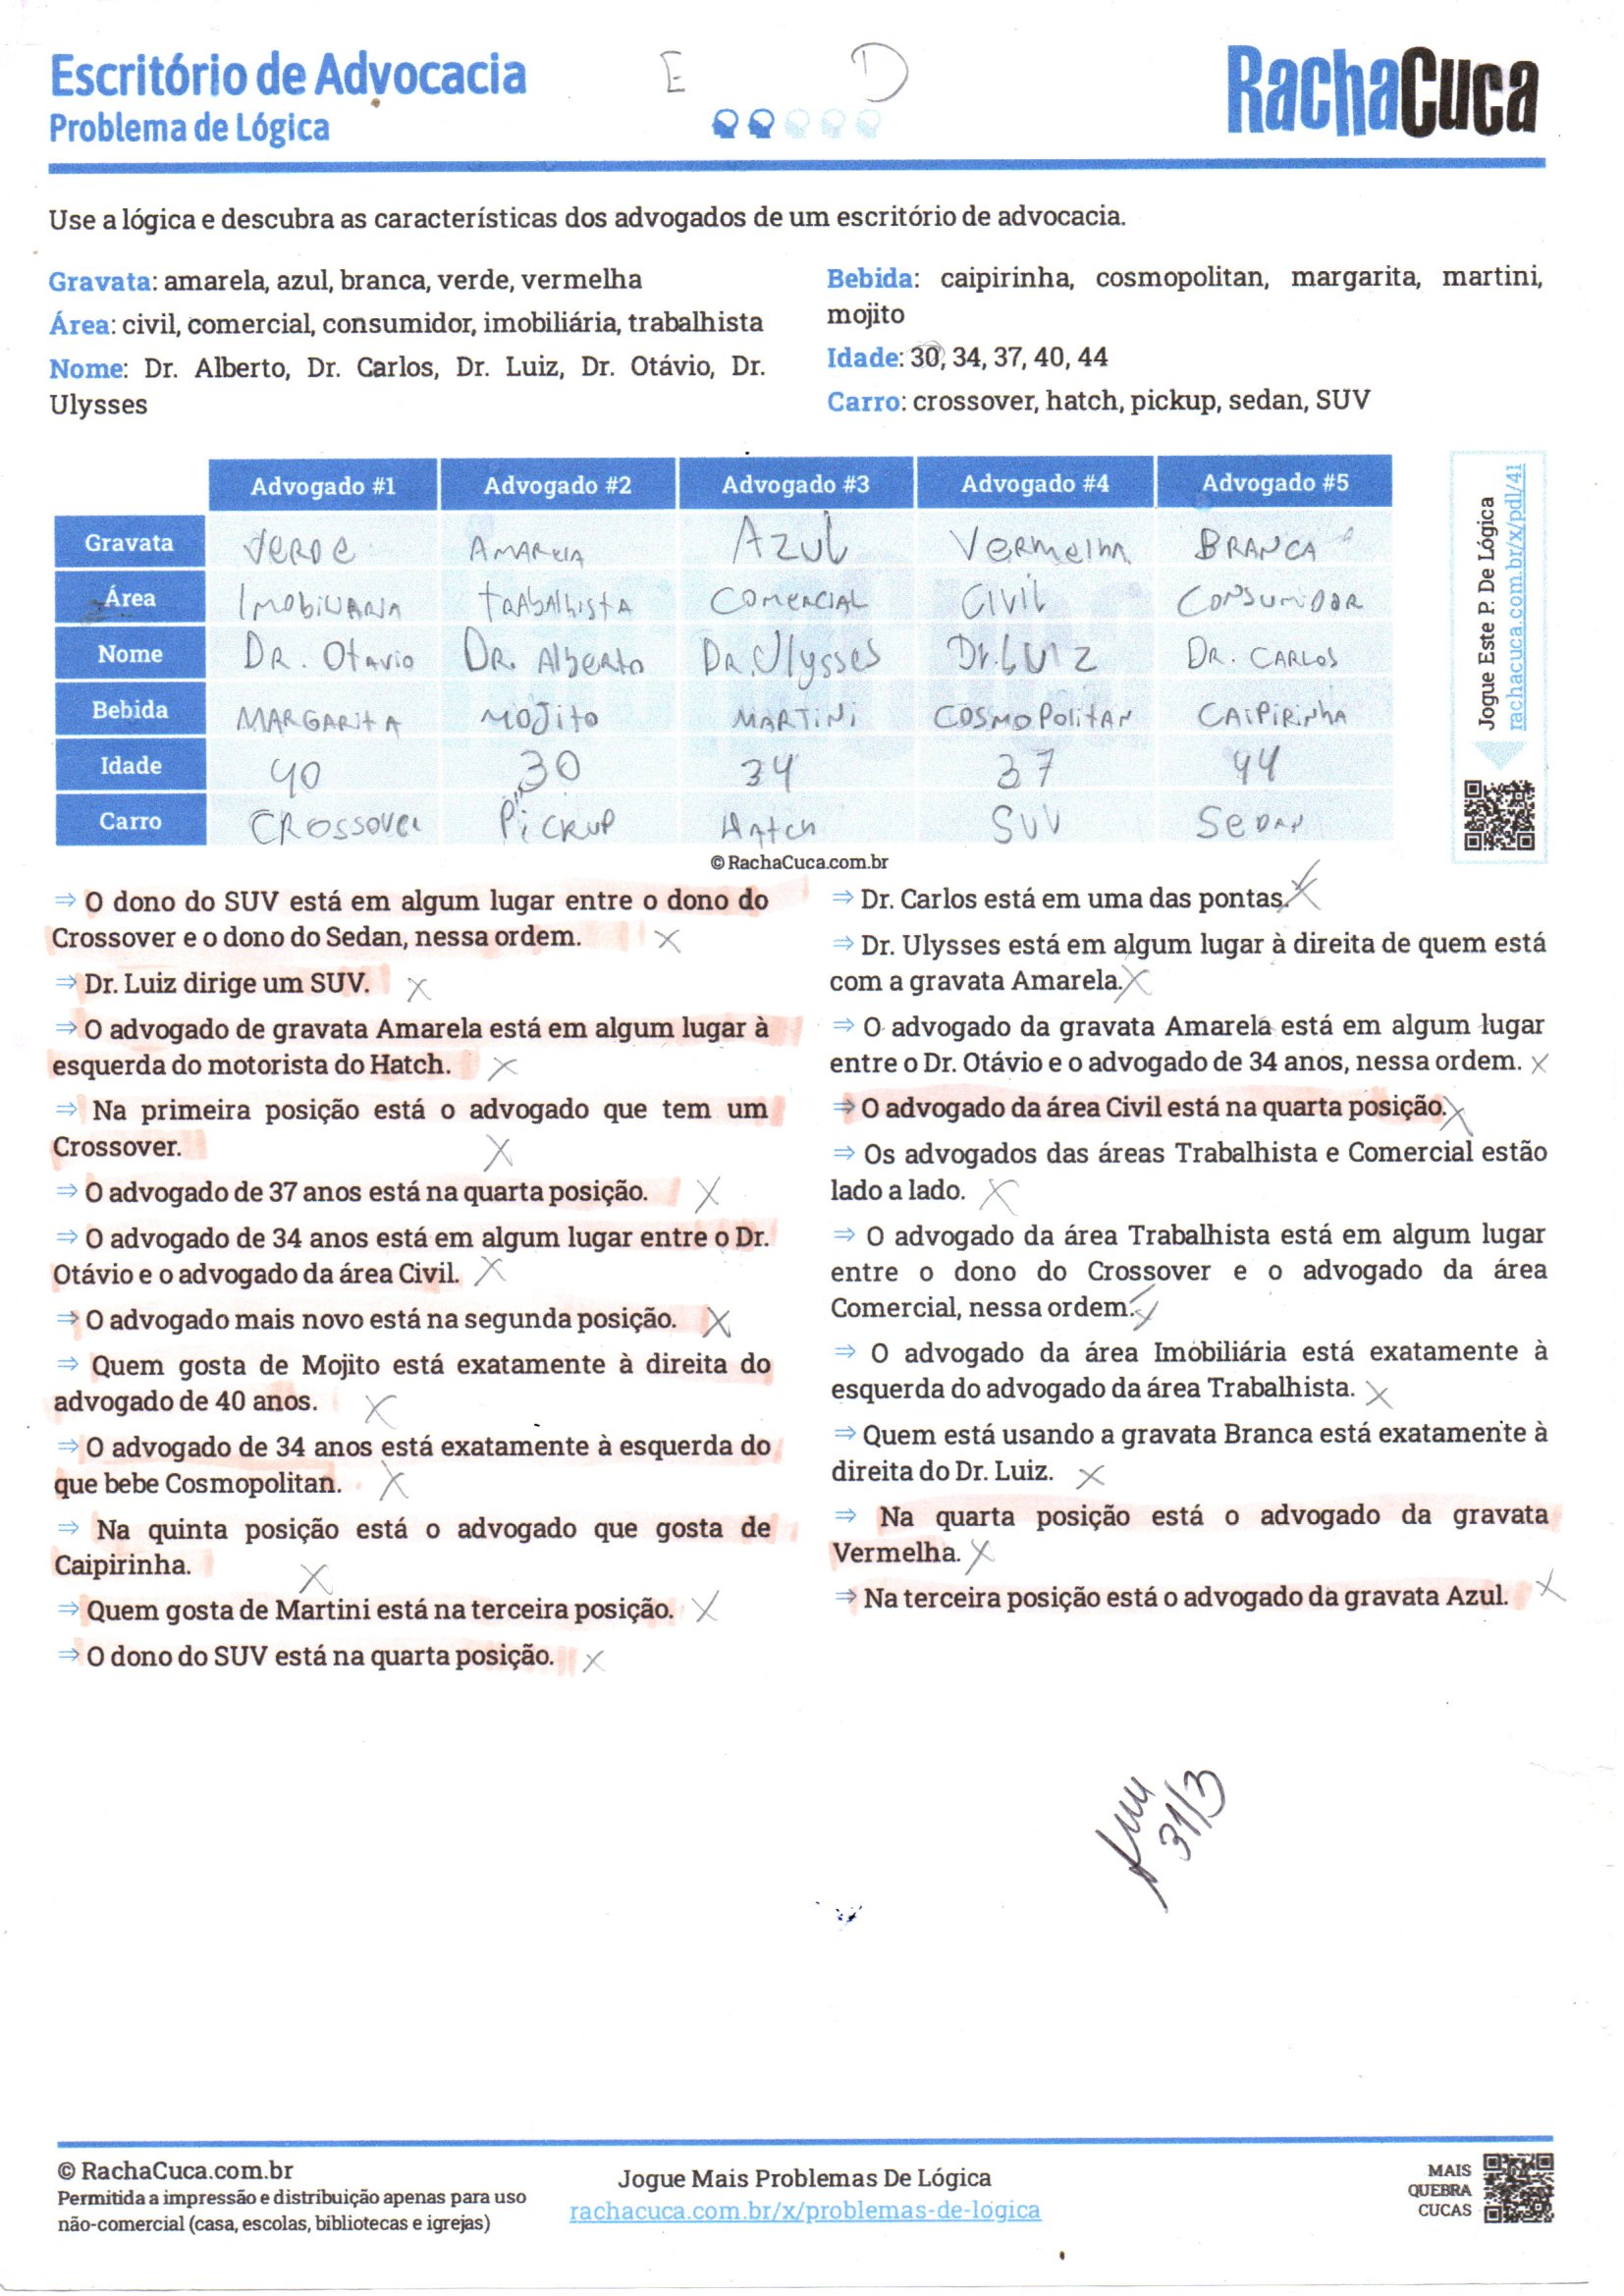 Escritório de Advocacia
E D
Problema de Lógica
RachaCuca
Use a lógica e descubra as características dos advogados de um escritório de advocacia.
Gravata: amarela, azul, branca, verde, vermelha
Área: civil, comercial, consumidor, imobiliária, trabalhista
Nome: Dr. Alberto, Dr. Carlos, Dr. Luiz, Dr. Otávio, Dr.
Ulysses
Bebida: caipirinha, cosmopolitan, margarita, martini,
mojito
Idade: 30, 34, 37, 40, 44
Carro: crossover, hatch, pickup, sedan, SUV
Advogado #1 Advogado #2 Advogado #3 Advogado #4 Advogado #5
Gravata VERDE AMARELA AZUL VERMELHA BRANCA
Área IMOBILIARIA TRABALHISTA COMERCIAL CIVIL CONSUMIDOR
Nome DR. OTAVIO DR. ALBERTO DR. Ulysses Dr. LUIZ DR. CARLOS
Bebida MARGARITA MOJITO MARTINI COSMOPOLITAN CAIPIRINHA
Idade 40 30 34 37 44
Carro CROSSOVER PICKUP HATCH SUV SEDAN
Jogue Este P. De Lógica
rachacuca.com.br/x/pdl/41
© RachaCuca.com.br
⇒ O dono do SUV está em algum lugar entre o dono do
Crossover e o dono do Sedan, nessa ordem. X
⇒ Dr. Luiz dirige um SUV. X
⇒ O advogado de gravata Amarela está em algum lugar à
esquerda do motorista do Hatch. X
⇒ Na primeira posição está o advogado que tem um
Crossover. X
⇒ O advogado de 37 anos está na quarta posição. X
⇒ O advogado de 34 anos está em algum lugar entre o Dr.
Otávio e o advogado da área Civil. X
⇒ O advogado mais novo está na segunda posição. X
⇒ Quem gosta de Mojito está exatamente à direita do
advogado de 40 anos. X
⇒ O advogado de 34 anos está exatamente à esquerda do
que bebe Cosmopolitan. X
⇒ Na quinta posição está o advogado que gosta de
Caipirinha. X
⇒ Quem gosta de Martini está na terceira posição. X
⇒ O dono do SUV está na quarta posição. X
⇒ Dr. Carlos está em uma das pontas. X
⇒ Dr. Ulysses está em algum lugar à direita de quem está
com a gravata Amarela. X
⇒ O advogado da gravata Amarela está em algum lugar
entre o Dr. Otávio e o advogado de 34 anos, nessa ordem. X
⇒ O advogado da área Civil está na quarta posição. X
⇒ Os advogados das áreas Trabalhista e Comercial estão
lado a lado. X
⇒ O advogado da área Trabalhista está em algum lugar
entre o dono do Crossover e o advogado da área
Comercial, nessa ordem. X
⇒ O advogado da área Imobiliária está exatamente à
esquerda do advogado da área Trabalhista. X
⇒ Quem está usando a gravata Branca está exatamente à
direita do Dr. Luiz. X
⇒ Na quarta posição está o advogado da gravata
Vermelha. X
⇒ Na terceira posição está o advogado da gravata Azul. X
31/3
© RachaCuca.com.br
Permitida a impressão e distribuição apenas para uso
não-comercial (casa, escolas, bibliotecas e igrejas)
Jogue Mais Problemas De Lógica
rachacuca.com.br/x/problemas-de-logica
MAIS
QUEBRA
CUCAS